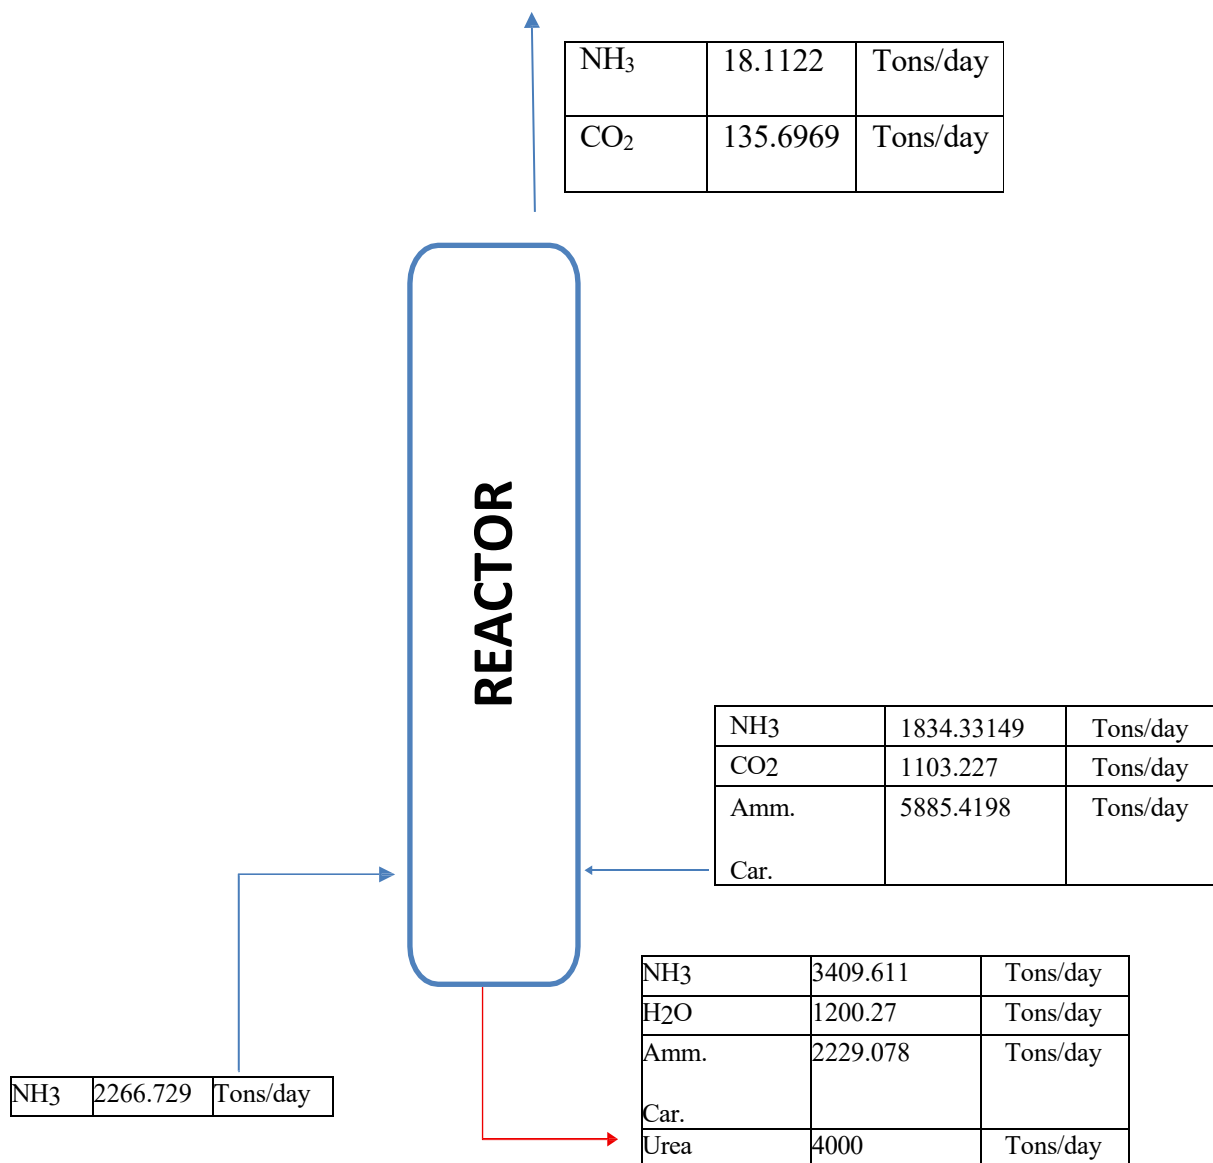 NH3 18.1122 Tons/day
CO2 135.6969 Tons/day
REACTOR
NH3 1834.33149 Tons/day
CO2 1103.227 Tons/day
Amm. 5885.4198 Tons/day
Car.
NH3 3409.611 Tons/day
H2O 1200.27 Tons/day
Amm. 2229.078 Tons/day
Car.
Urea 4000 Tons/day
NH3 2266.729 Tons/day